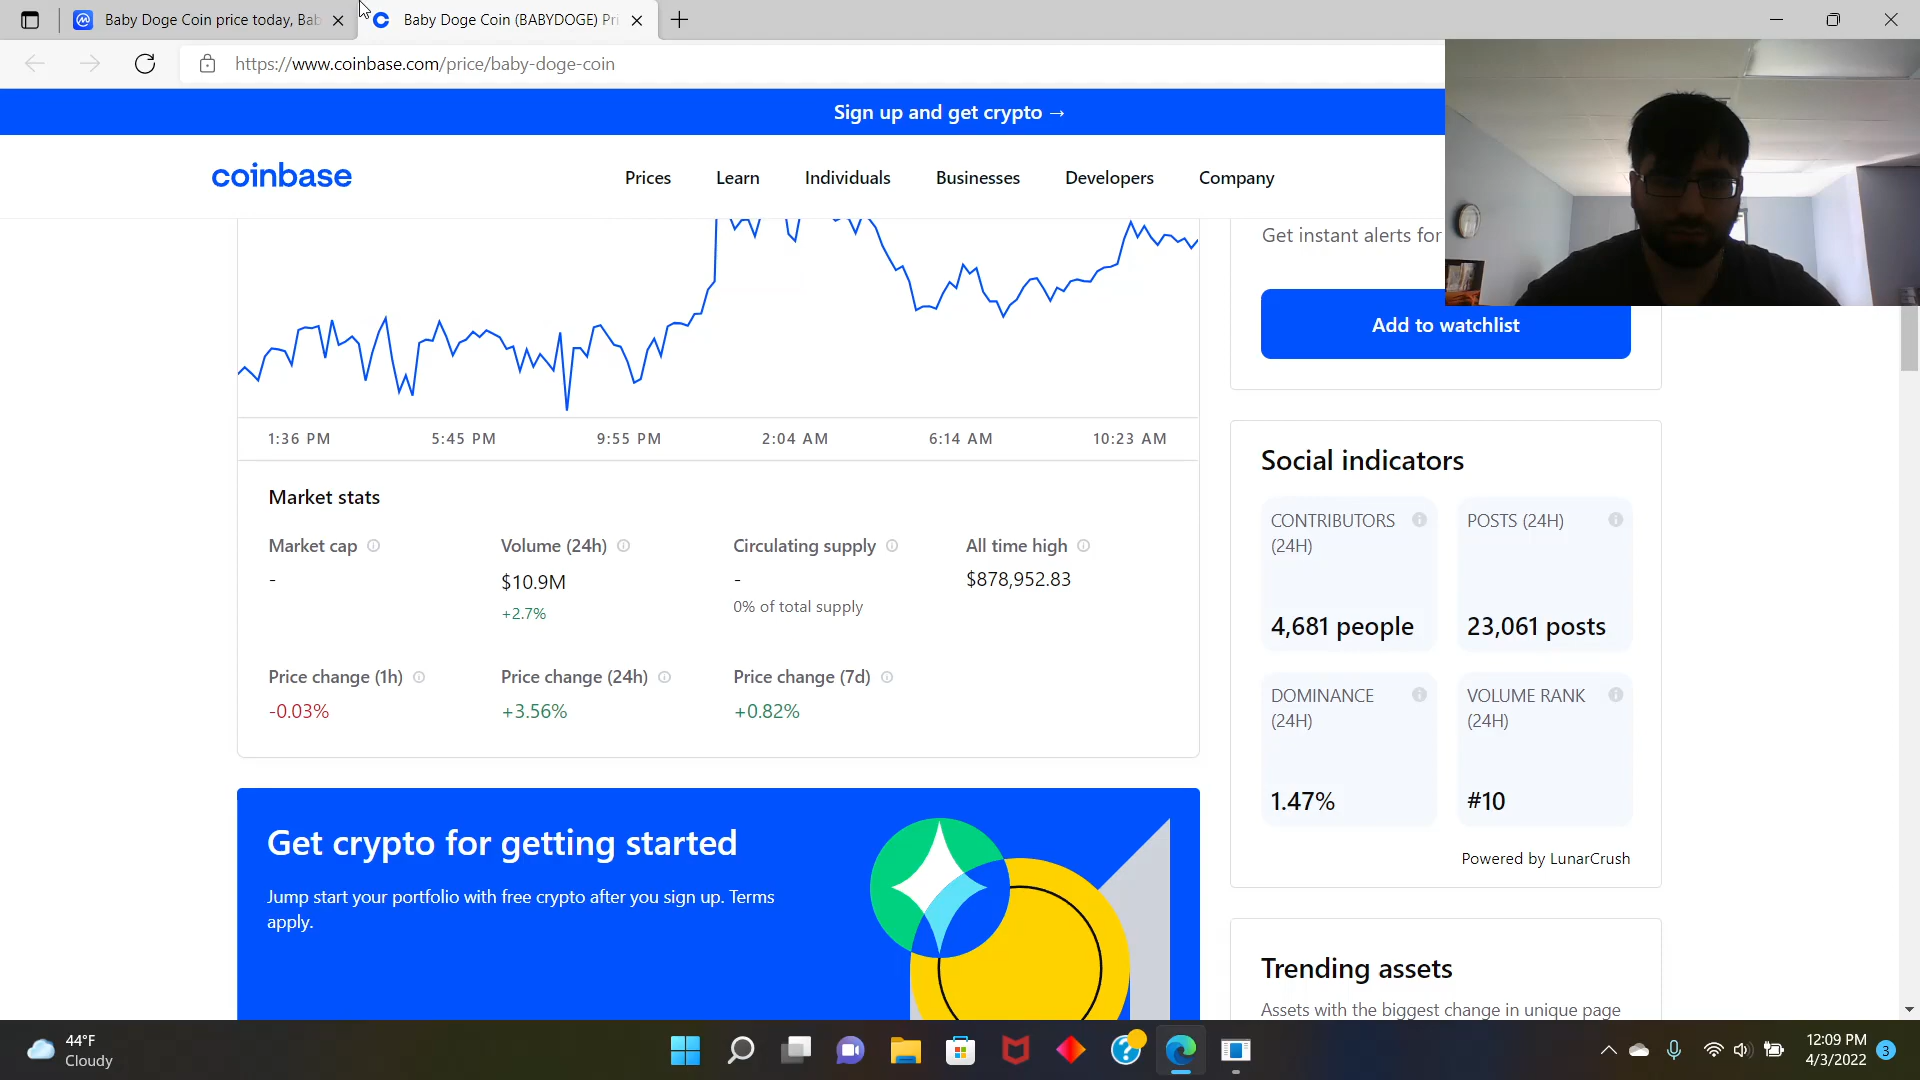 Baby Doge Coin price today, Bab
Baby Doge Coin (BABYDOGE) Pri
https://www.coinbase.com/price/baby-doge-coin
Sign up and get crypto →
coinbase
Prices
Learn
Individuals
Businesses
Developers
Company
Get instant alerts for
Add to watchlist
1:36 PM
5:45 PM
9:55 PM
2:04 AM
6:14 AM
10:23 AM
Market stats
Market cap
-
Volume (24h)
$10.9M
+2.7%
Circulating supply
-
0% of total supply
All time high
$878,952.83
Price change (1h)
-0.03%
Price change (24h)
+3.56%
Price change (7d)
+0.82%
Social indicators
CONTRIBUTORS
(24H)
4,681 people
POSTS (24H)
23,061 posts
DOMINANCE
(24H)
1.47%
VOLUME RANK
(24H)
#10
Powered by LunarCrush
Get crypto for getting started
Jump start your portfolio with free crypto after you sign up. Terms
apply.
Trending assets
Assets with the biggest change in unique page
44°F
Cloudy
12:09 PM
4/3/2022
3